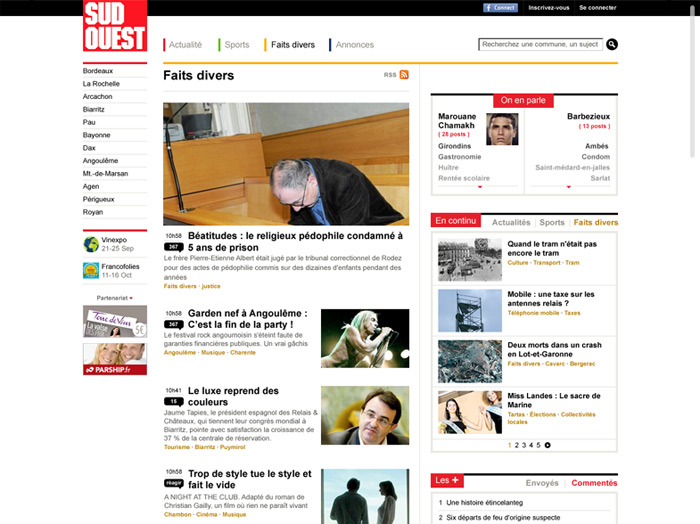 Connect
Inscrivez-vous
Se connecter
SUD
OUEST
Actualité
Sports
Faits divers
Annonces
Recherchez une commune, un sujet
Bordeaux
La Rochelle
Arcachon
Biarritz
Pau
Bayonne
Dax
Angoulême
Mt.-de-Marsan
Agen
Périgueux
Royan
Vinexpo
21-25 Sep
Francofolies
11-16 Oct
Partenariat
5€
PARSHIP.fr
Faits divers
RSS
10h58
367
Béatitudes : le religieux pédophile condamné à
5 ans de prison
Le frère Pierre-Etienne Albert était jugé par le tribunal correctionnel de Rodez
pour des actes de pédophilie commis sur des dizaines d'enfants pendant des
années
Faits divers · justice
10h58
367
Garden nef à Angoulême :
C'est la fin de la party !
Le festival rock angoumoisin s'éteint faute de
garanties financières publiques. Un vrai gâchis
Angoulême · Musique · Charente
10h41
15
Le luxe reprend des
couleurs
Jaume Tapies, le président espagnol des Relais &
Châteaux, qui tiennent leur congrès mondial à
Biarritz, pointe avec satisfaction la croissance de
37 % de la centrale de réservation.
Tourisme · Biarritz · Puymirol
10h58
réagir
Trop de style tue le style et
fait le vide
A NIGHT AT THE CLUB. Adapté du roman de
Christian Gailly, un film où rien ne paraît vivant
Chambon · Cinéma · Musique
On en parle
Marouane
Chamakh
[ 28 posts ]
Girondins
Gastronomie
Huître
Rentée scolaire
Barbezieux
[ 13 posts ]
Ambés
Condom
Saint-médard-en-jalles
Sarlat
En continu
Actualités
Sports
Faits divers
Quand le tram n'était pas
encore le tram
Culture · Transport · Tram
Mobile : une taxe sur les
antennes relais ?
Téléphonie mobile · Taxes
Deux morts dans un crash
en Lot-et-Garonne
Faits divers · Cavarc · Bergerac
Miss Landes : Le sacre de
Marine
Tartas · Élections · Collectivités
locales
1 2 3 4 5
Les +
Envoyés
Commentés
1 Une histoire étincelanteg
2 Six départs de feu d'origine suspecte